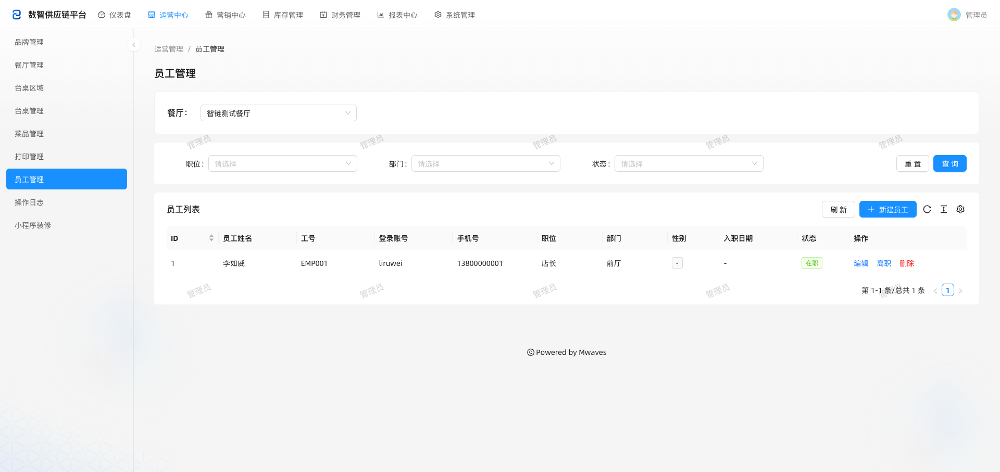 数智供应链平台 仪表盘 运营中心 营销中心 库存管理 财务管理 报表中心 系统管理 管理员
品牌管理
餐厅管理
台桌区域
台桌管理
菜品管理
打印管理
员工管理
操作日志
小程序装修
运营管理 / 员工管理
员工管理
餐厅： 智链测试餐厅
管理员 管理员 管理员 管理员 管理员
职位： 请选择 部门： 请选择 状态： 请选择 重 置 查 询
员工列表 刷 新 新建员工
ID 员工姓名 工号 登录账号 手机号 职位 部门 性别 入职日期 状态 操作
1 李如威 EMP001 liruwei 13800000001 店长 前厅 - - 在职 编辑 离职 删除
管理员 管理员 管理员 管理员 管理员
第 1-1 条/总共 1 条 < 1 >
© Powered by Mwaves